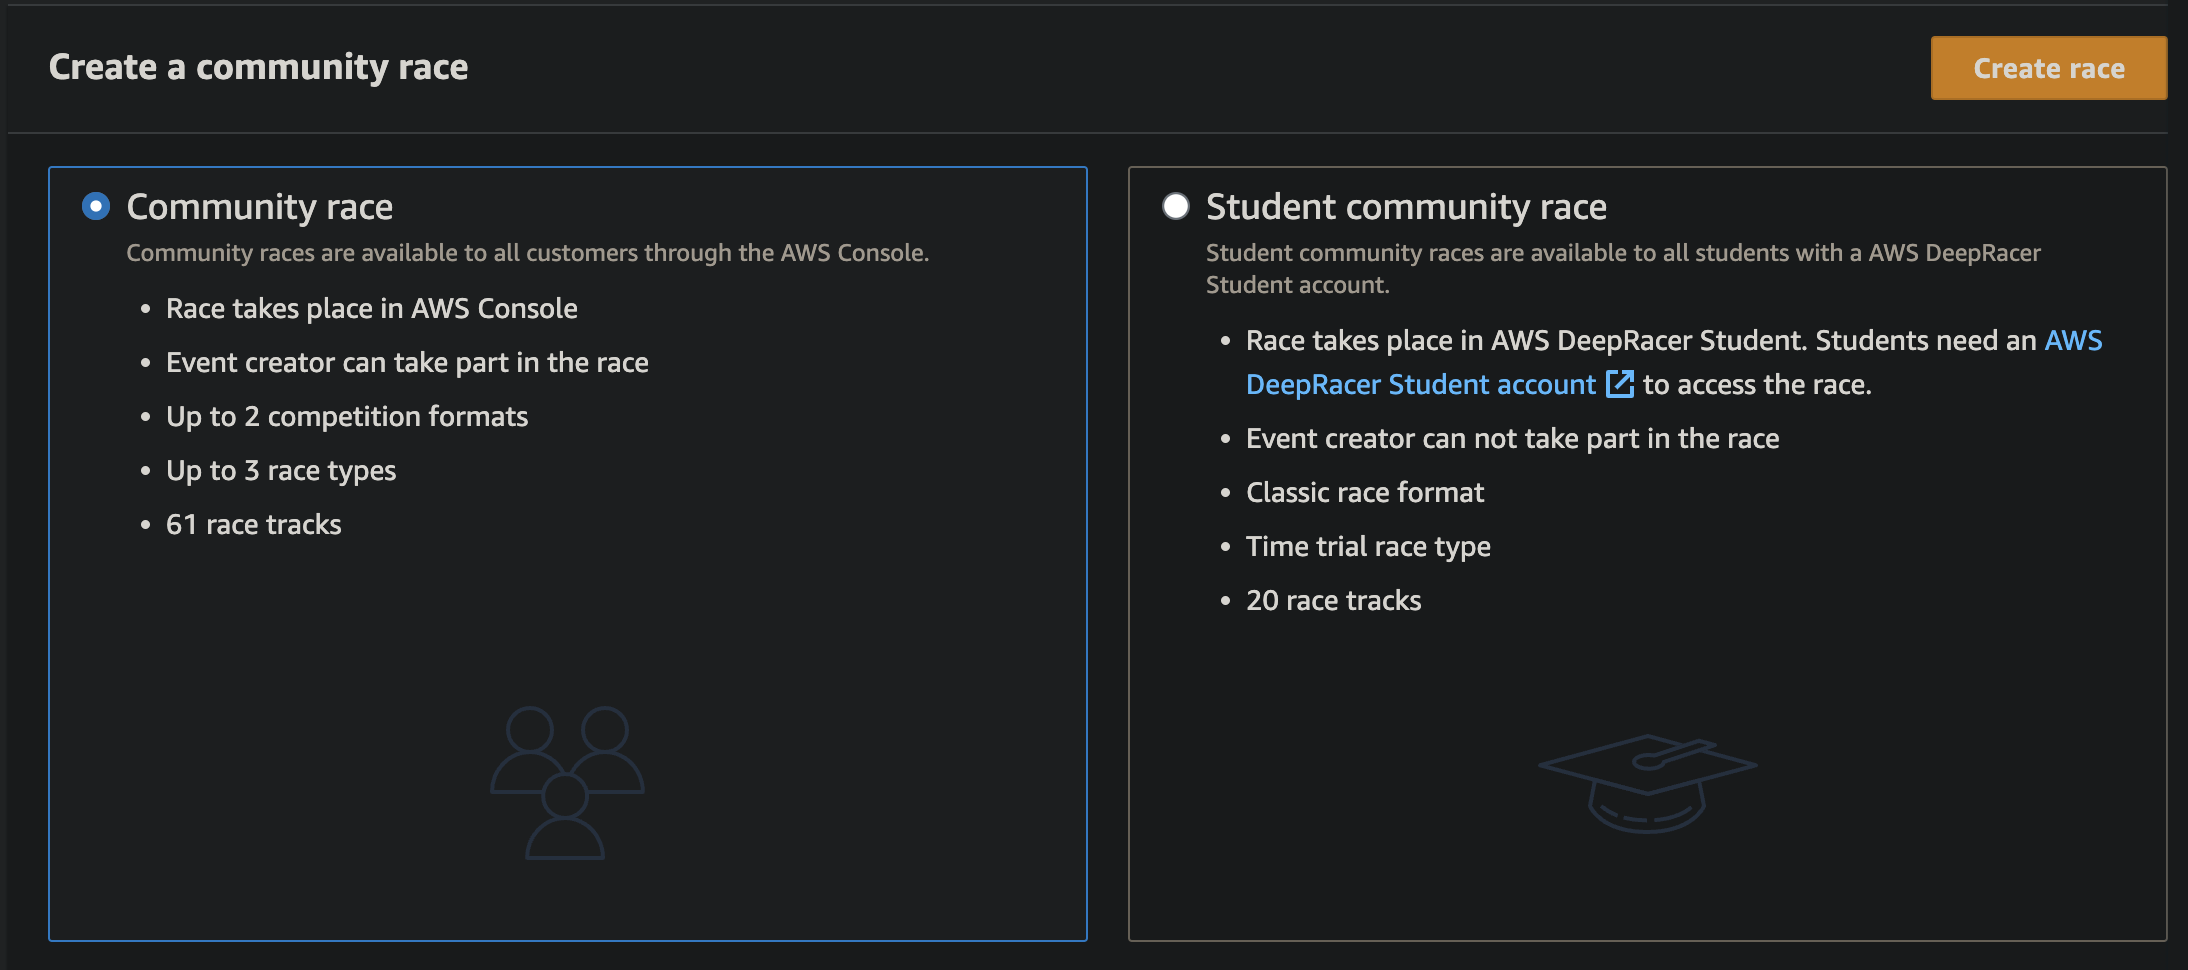 Create a community race
Create race
Community race
Community races are available to all customers through the AWS Console.
• Race takes place in AWS Console
• Event creator can take part in the race
• Up to 2 competition formats
• Up to 3 race types
• 61 race tracks
Student community race
Student community races are available to all students with a AWS DeepRacer
Student account.
• Race takes place in AWS DeepRacer Student. Students need an AWS
DeepRacer Student account to access the race.
• Event creator can not take part in the race
• Classic race format
• Time trial race type
• 20 race tracks